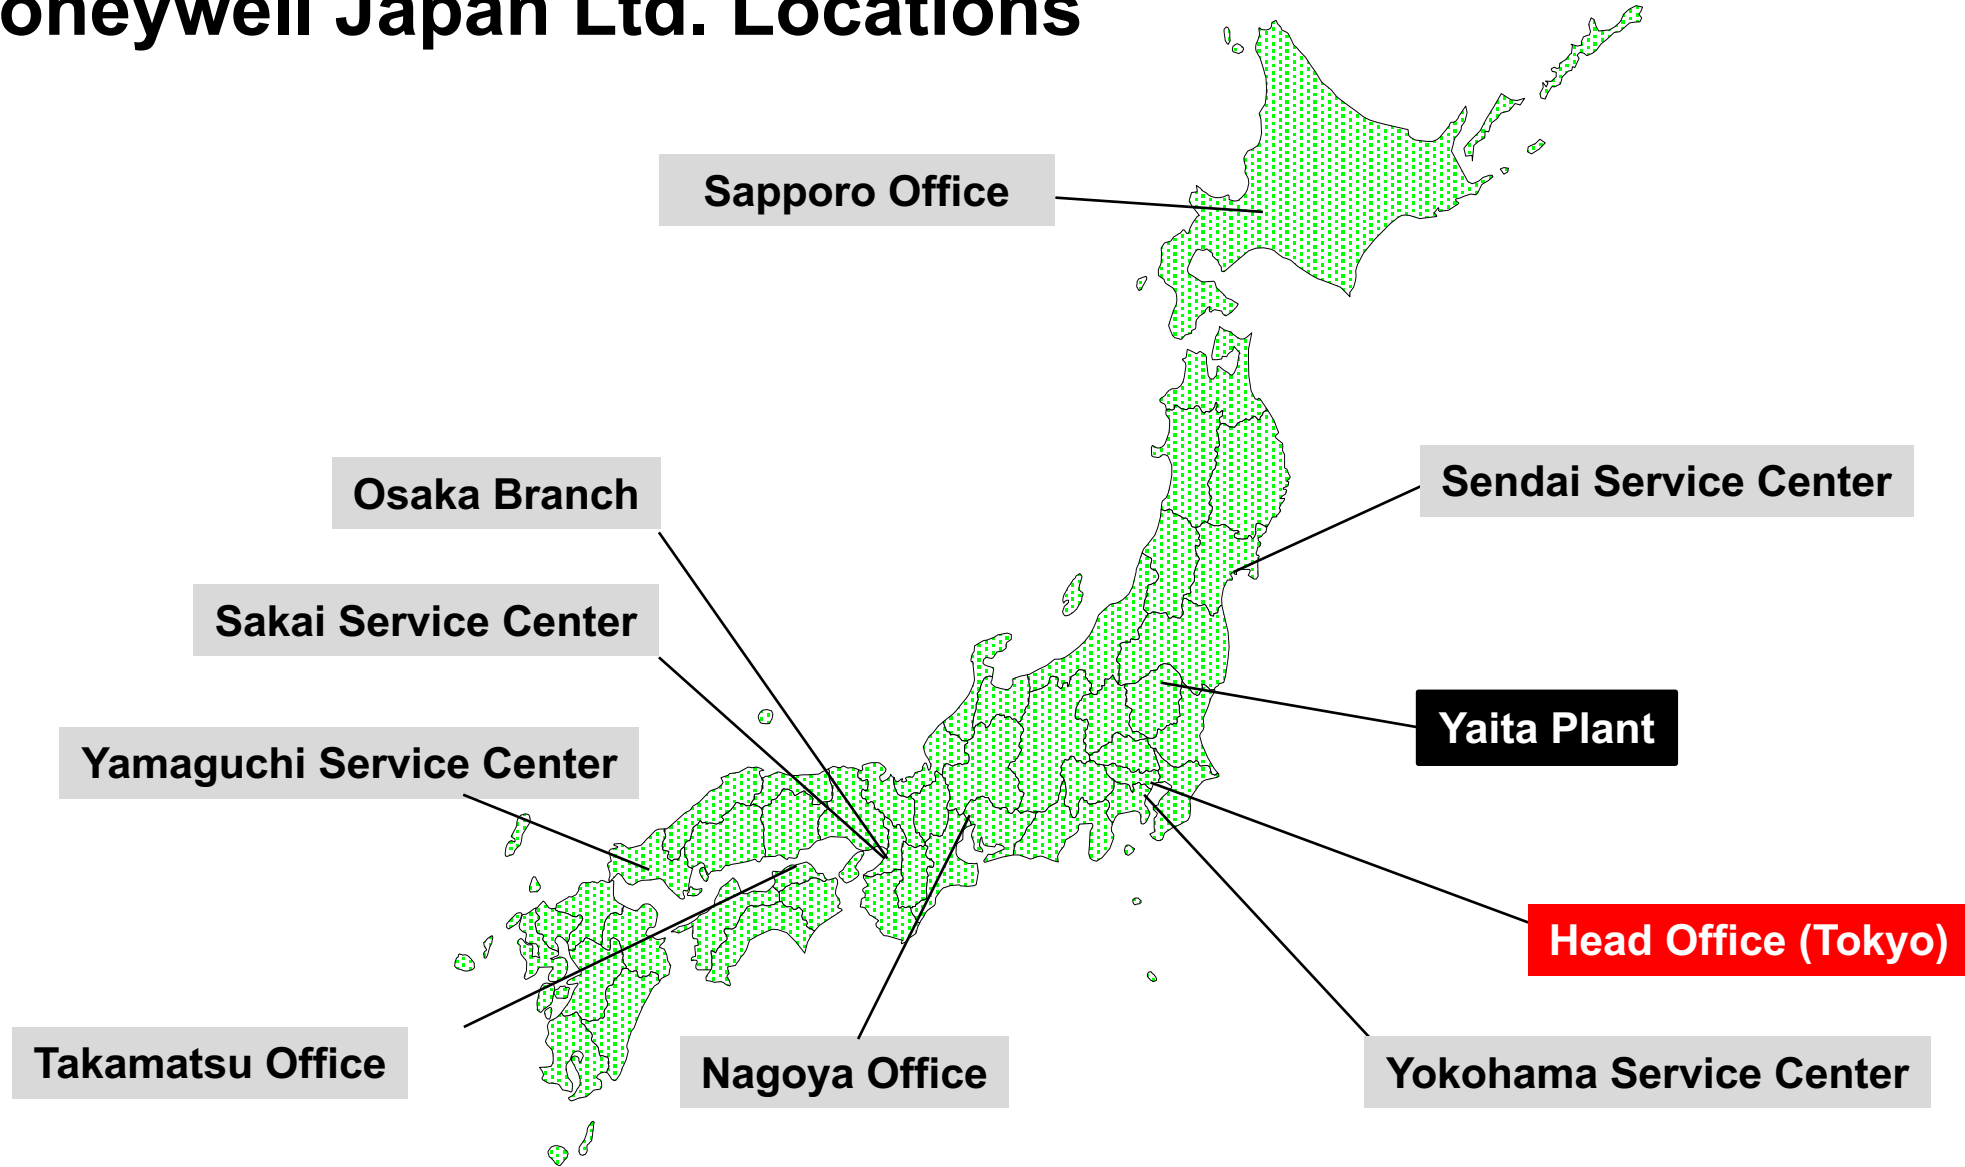 oneywell Japan Ltd. Locations
Sapporo Office
Osaka Branch
Sendai Service Center
Sakai Service Center
Yaita Plant
Yamaguchi Service Center
Head Office (Tokyo)
Takamatsu Office
Nagoya Office
Yokohama Service Center